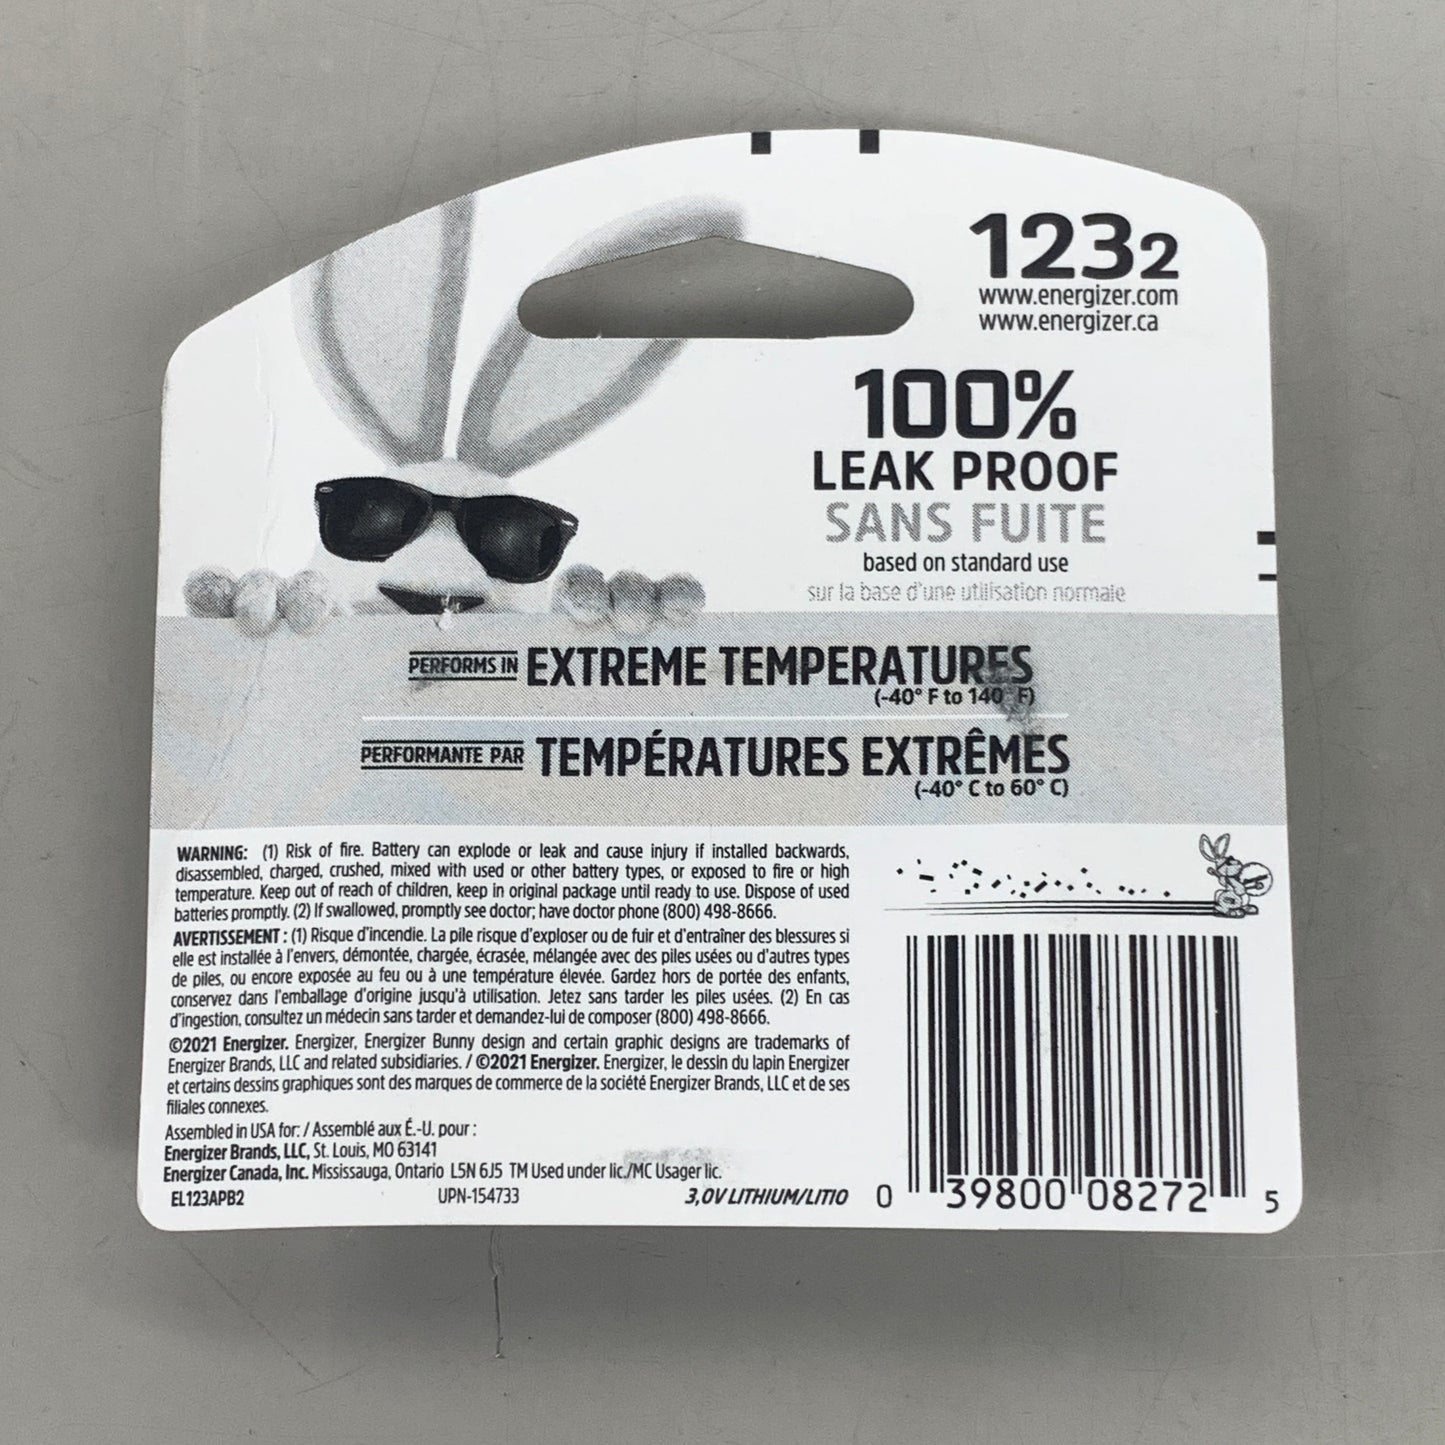 1232
www.energizer.com
www.energizer.ca
100%
LEAK PROOF
SANS FUITE
based on standard use
sur la base d'une utilisation normale
PERFORMS IN EXTREME TEMPERATURES
(-40° F to 140° F)
PERFORMANTE PAR TEMPÉRATURES EXTRÊMES
(-40° C to 60° C)
WARNING: (1) Risk of fire. Battery can explode or leak and cause injury if installed backwards,
disassembled, charged, crushed, mixed with used or other battery types, or exposed to fire or high
temperature. Keep out of reach of children, keep in original package until ready to use. Dispose of used
batteries promptly. (2) If swallowed, promptly see doctor; have doctor phone (800) 498-8666.
AVERTISSEMENT : (1) Risque d'incendie. La pile risque d'exploser ou de fuir et d'entraîner des blessures si
elle est installée à l'envers, démontée, chargée, écrasée, mélangée avec des piles usées ou d'autres types
de piles, ou encore exposée au feu ou à une température élevée. Gardez hors de portée des enfants,
conservez dans l'emballage d'origine jusqu'à utilisation. Jetez sans tarder les piles usées. (2) En cas
d'ingestion, consultez un médecin sans tarder et demandez-lui de composer (800) 498-8666.
©2021 Energizer. Energizer, Energizer Bunny design and certain graphic designs are trademarks of
Energizer Brands, LLC and related subsidiaries. / ©2021 Energizer. Energizer, le dessin du lapin Energizer
et certains dessins graphiques sont des marques de commerce de la société Energizer Brands, LLC et de ses
filiales connexes.
Assembled in USA for: / Assemblé aux É.-U. pour :
Energizer Brands, LLC, St. Louis, MO 63141
Energizer Canada, Inc. Mississauga, Ontario L5N 6J5 TM Used under lic./MC Usager lic.
EL123APB2 UPN-154733 3,0V LITHIUM/LITIO
0 39800 08272 5